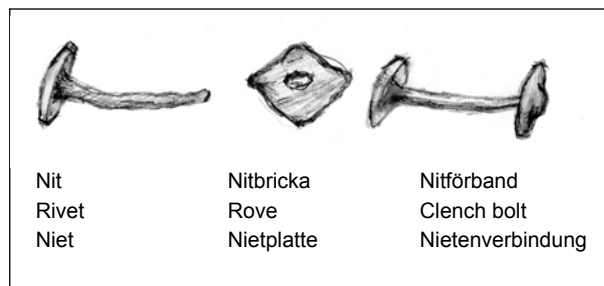 Nit Nitbricka Nitförband
Rivet Rove Clench bolt
Niet Nietplatte Nietenverbindung